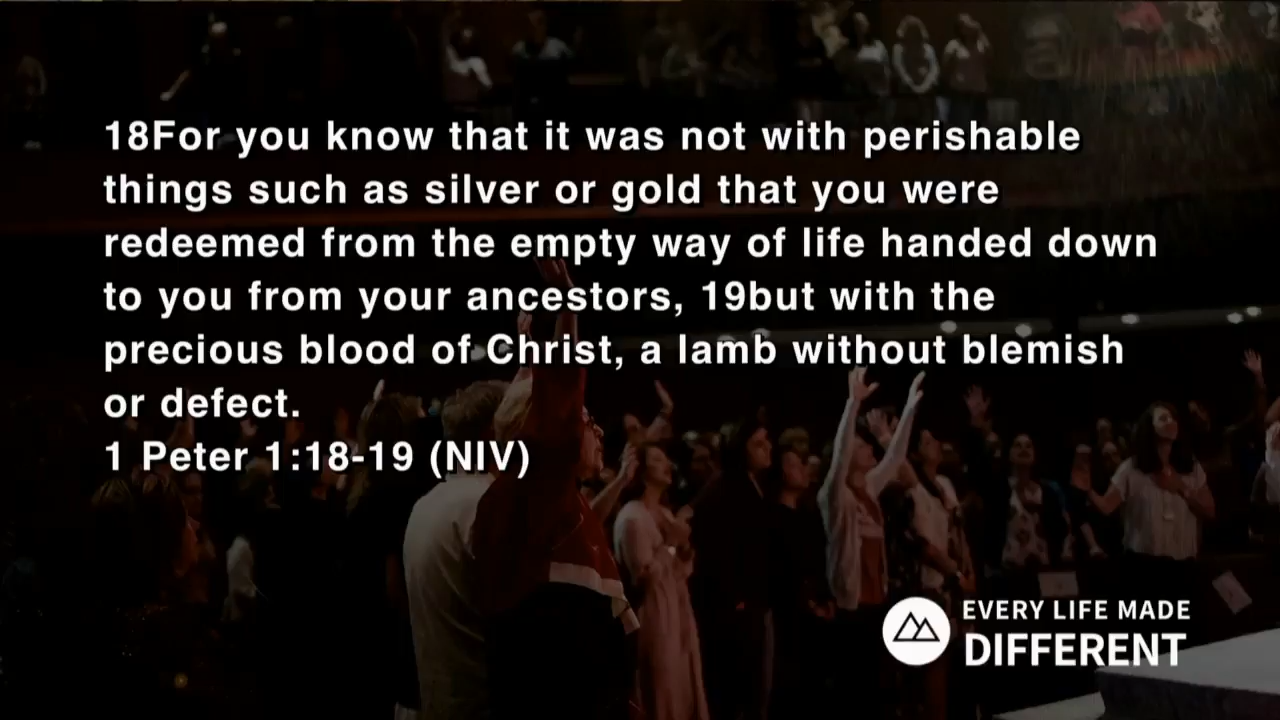 18For you know that it was not with perishable
things such as silver or gold that you were
redeemed from the empty way of life handed down
to you from your ancestors, 19but with the
precious blood of Christ, a lamb without blemish
or defect.
1 Peter 1:18-19 (NIV)
EVERY LIFE MADE
DIFFERENT